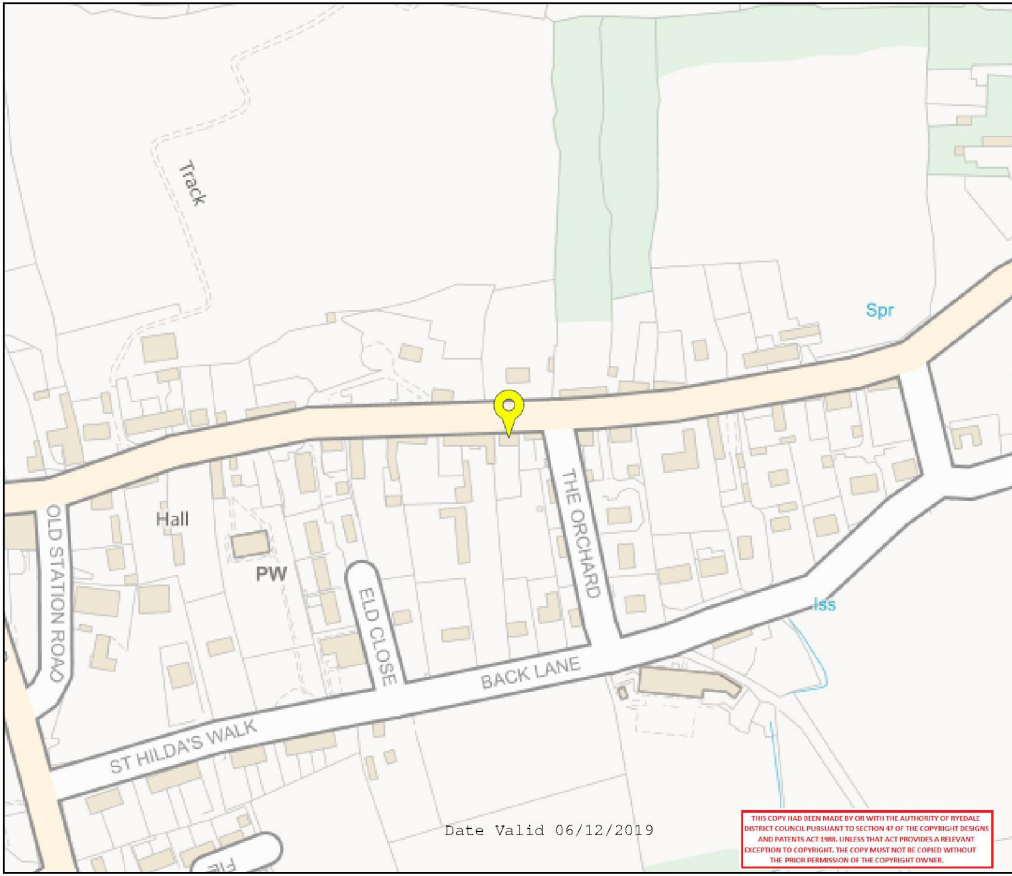 Track
Spr
Hall
OLD STATION ROAD
PW
THE ORCHARD
ELD CLOSE
Iss
BACK LANE
ST HILDA'S WALK
Date Valid 06/12/2019
FIE
THIS COPY HAD BEEN MADE BY OR WITH THE AUTHORITY OF RYEDALE
DISTRICT COUNCIL PURSUANT TO SECTION 47 OF THE COPYRIGHT DESIGNS
AND PATENTS ACT 1988. UNLESS THAT ACT PROVIDES A RELEVANT
EXCEPTION TO COPYRIGHT. THE COPY MUST NOT BE COPIED WITHOUT
THE PRIOR PERMISSION OF THE COPYRIGHT OWNER.